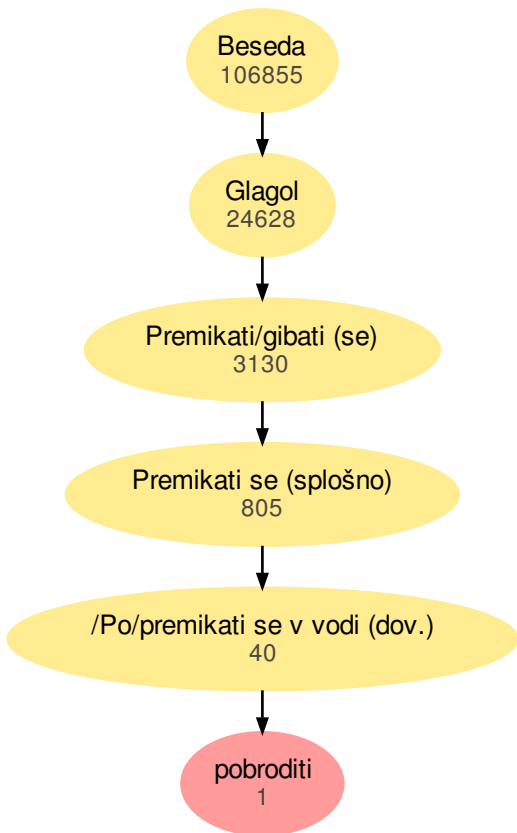 Beseda
106855
Glagol
24628
Premikati/gibati (se)
3130
Premikati se (splošno)
805
/Po/premikati se v vodi (dov.)
40
pobroditi
1